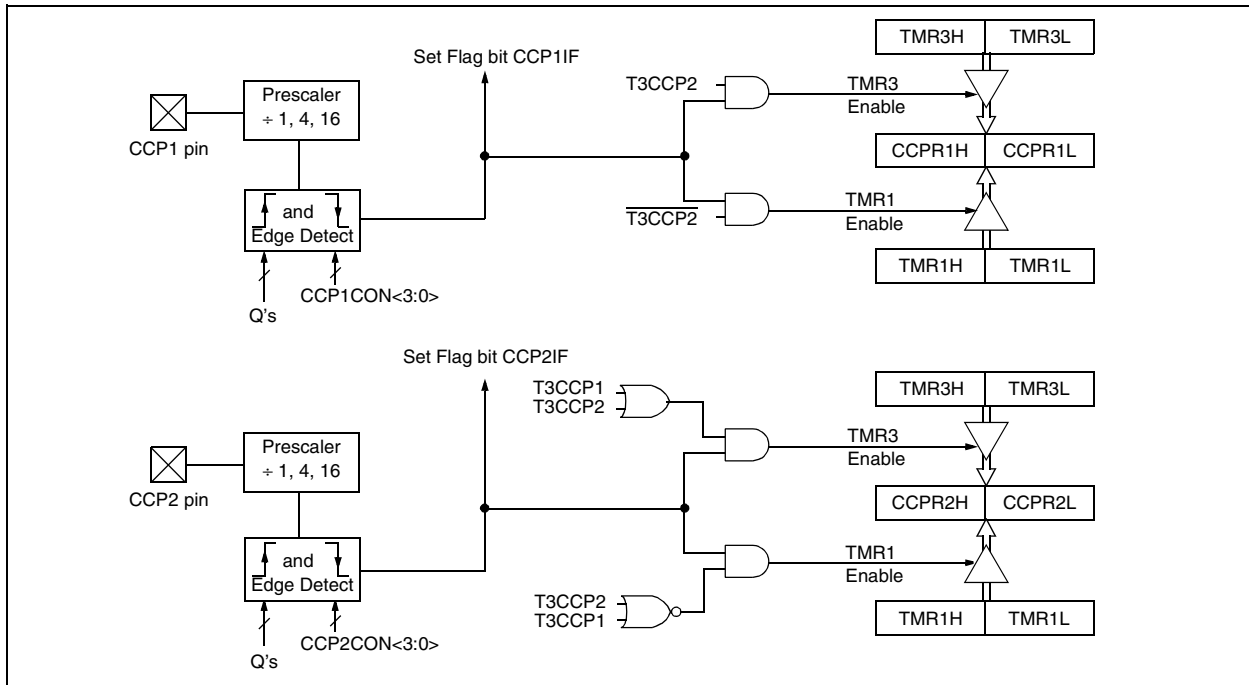 TMR3H TMR3L
Set Flag bit CCP1IF
T3CCP2
TMR3
Enable
Prescaler
÷ 1, 4, 16
CCP1 pin
CCPR1H CCPR1L
and
Edge Detect
T3CCP2
TMR1
Enable
TMR1H TMR1L
CCP1CON<3:0>
Q's
Set Flag bit CCP2IF
TMR3H TMR3L
T3CCP1
T3CCP2
TMR3
Enable
Prescaler
÷ 1, 4, 16
CCP2 pin
CCPR2H CCPR2L
and
Edge Detect
TMR1
Enable
T3CCP2
T3CCP1
TMR1H TMR1L
CCP2CON<3:0>
Q's